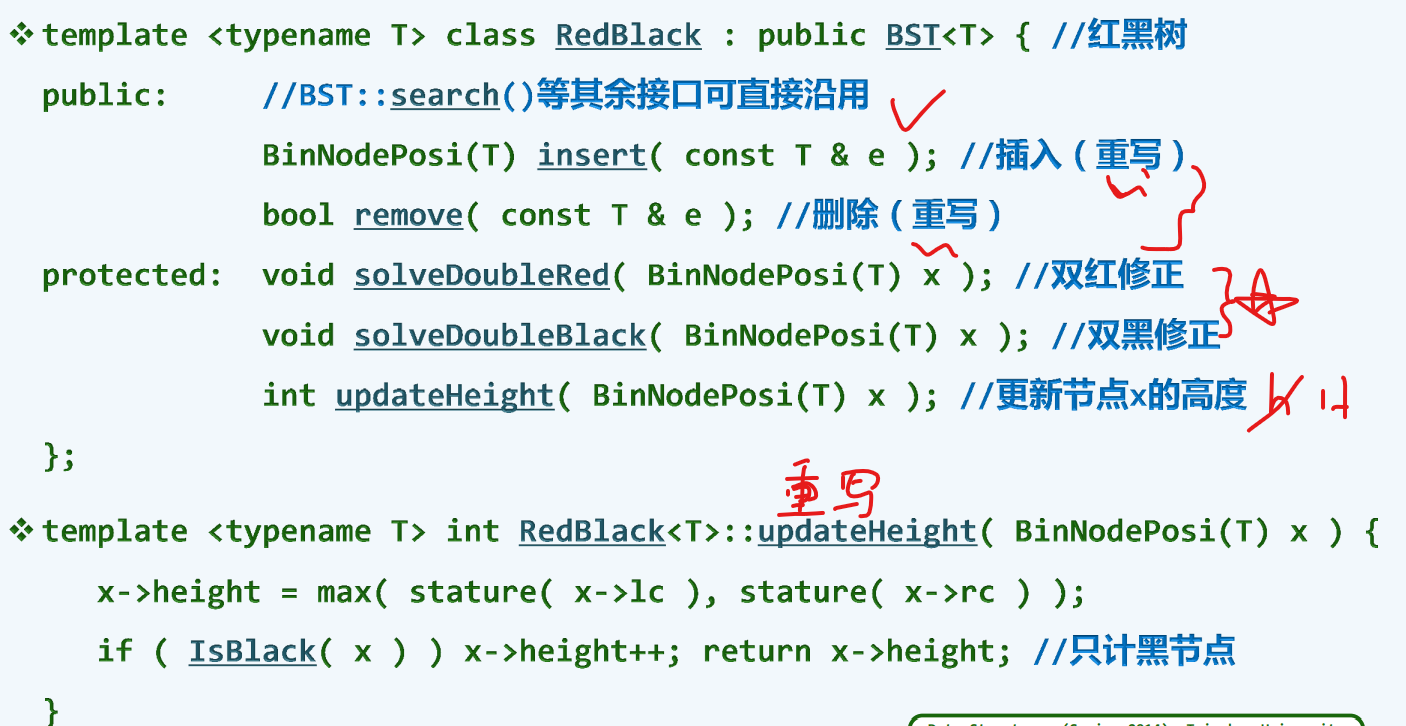 ❖ template <typename T> class RedBlack : public BST<T> { //红黑树
public: //BST::search()等其余接口可直接沿用
BinNodePosi(T) insert( const T & e ); //插入（重写）
bool remove( const T & e ); //删除（重写）
protected: void solveDoubleRed( BinNodePosi(T) x ); //双红修正
void solveDoubleBlack( BinNodePosi(T) x ); //双黑修正
int updateHeight( BinNodePosi(T) x ); //更新节点x的高度
};
重写
❖ template <typename T> int RedBlack<T>::updateHeight( BinNodePosi(T) x ) {
x->height = max( stature( x->lc ), stature( x->rc ) );
if ( IsBlack( x ) ) x->height++; return x->height; //只计黑节点
}